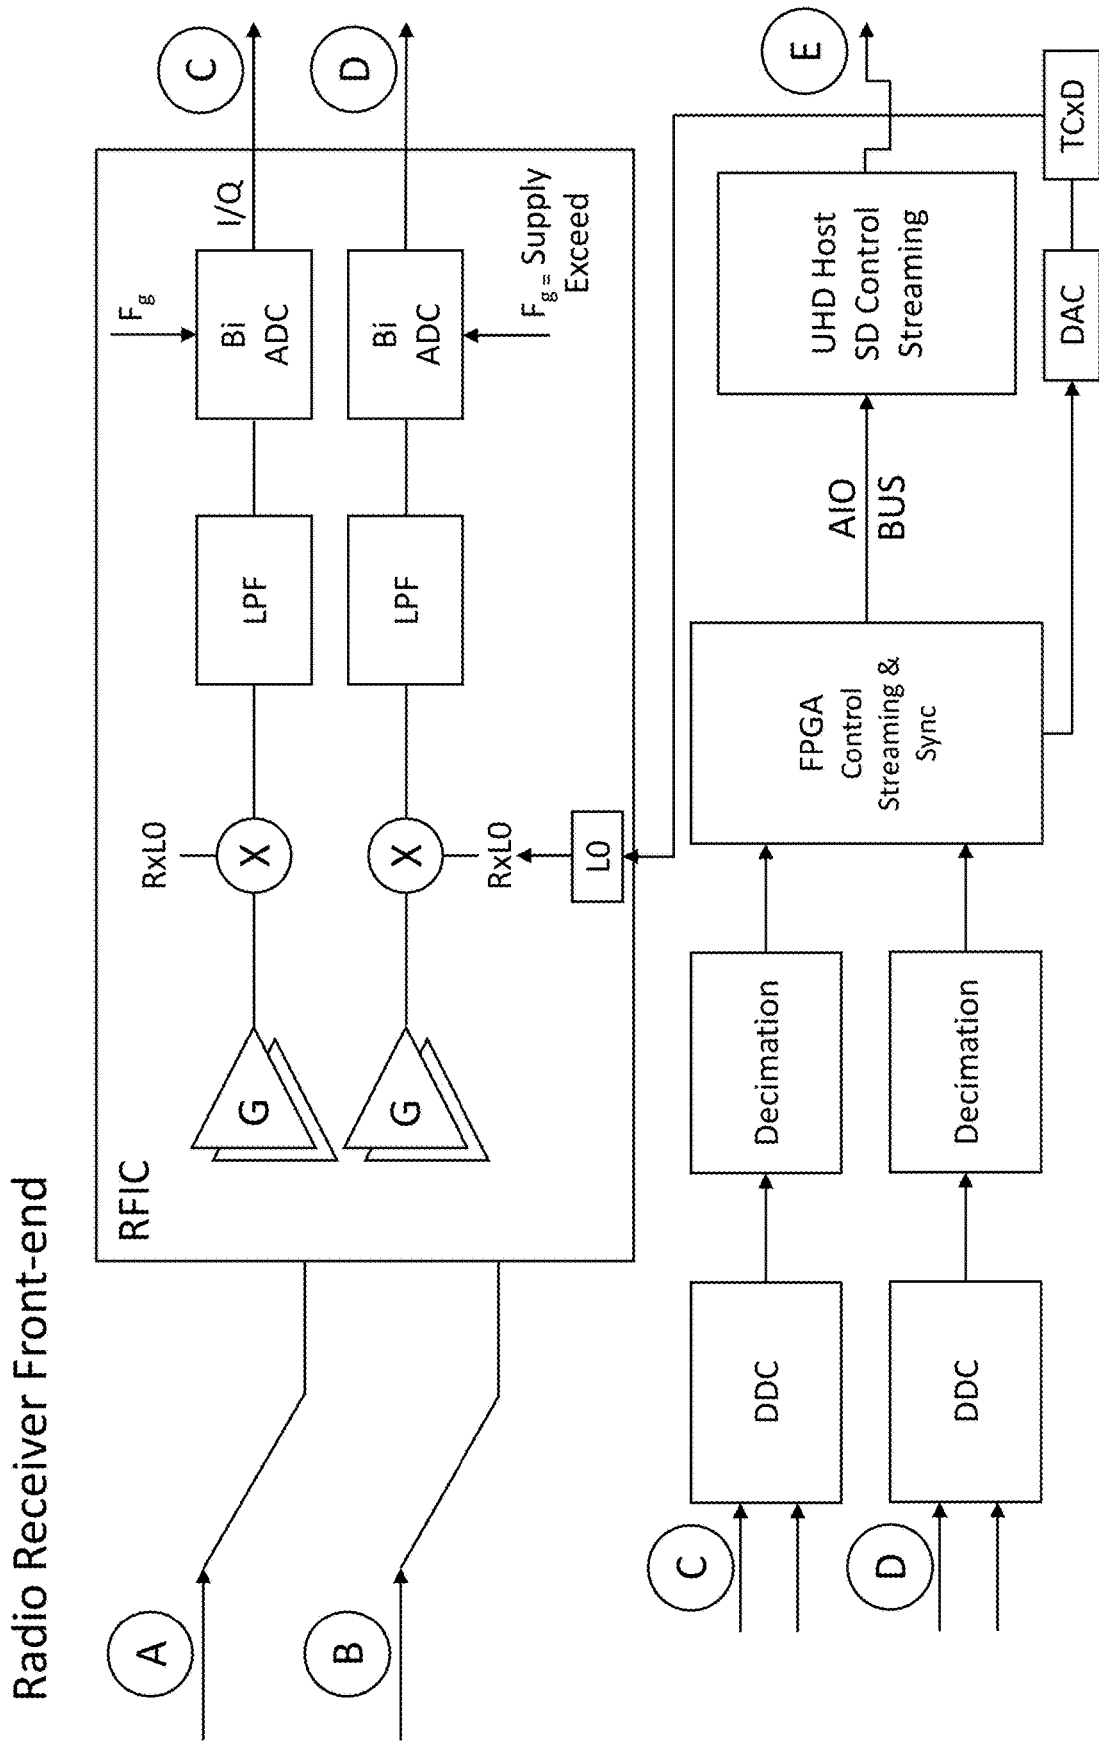 Radio Receiver Front-end
A
B
RFIC
G
G
RxLO
X
X
RxLO
LO
LPF
LPF
Fg
Bi
ADC
Bi
ADC
I/Q
Fg= Supply
Exceed
C
D
C
D
DDC
DDC
Decimation
Decimation
FPGA
Control
Streaming &
Sync
AIO
BUS
UHD Host
SD Control
Streaming
DAC
TCxD
E